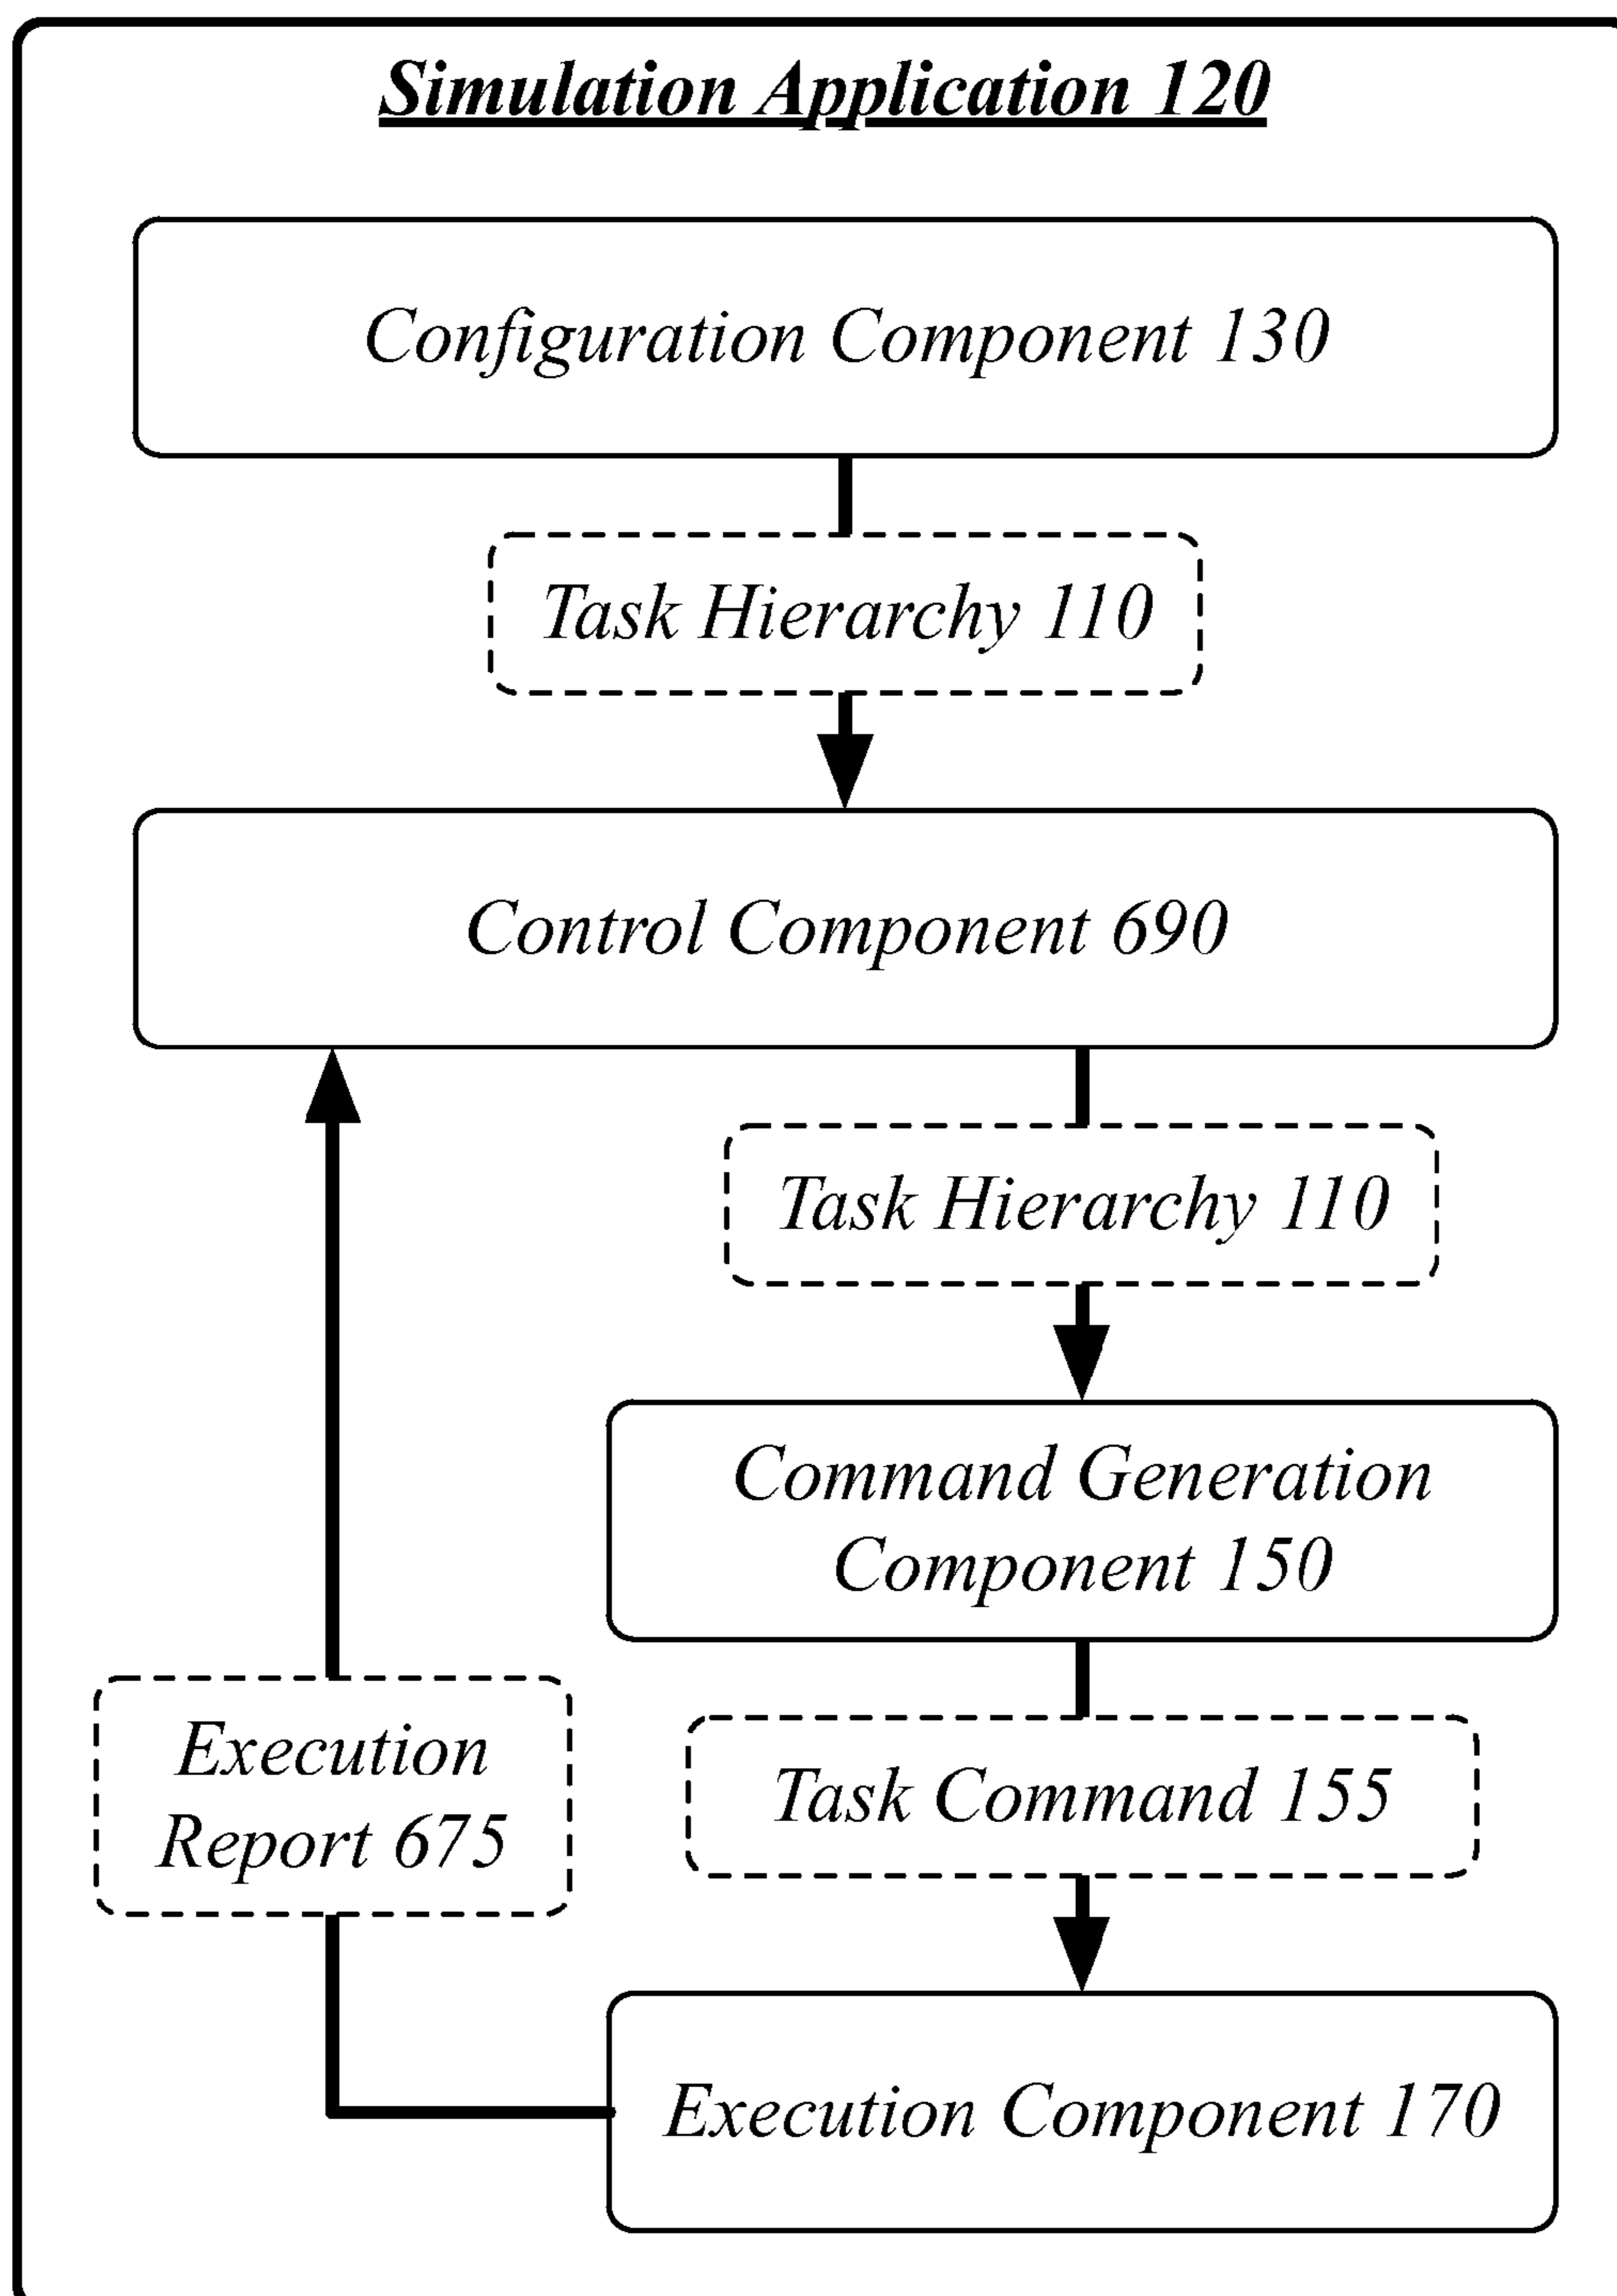 Simulation Application 120
Configuration Component 130
Task Hierarchy 110
Control Component 690
Task Hierarchy 110
Command Generation
Component 150
Execution
Report 675
Task Command 155
Execution Component 170